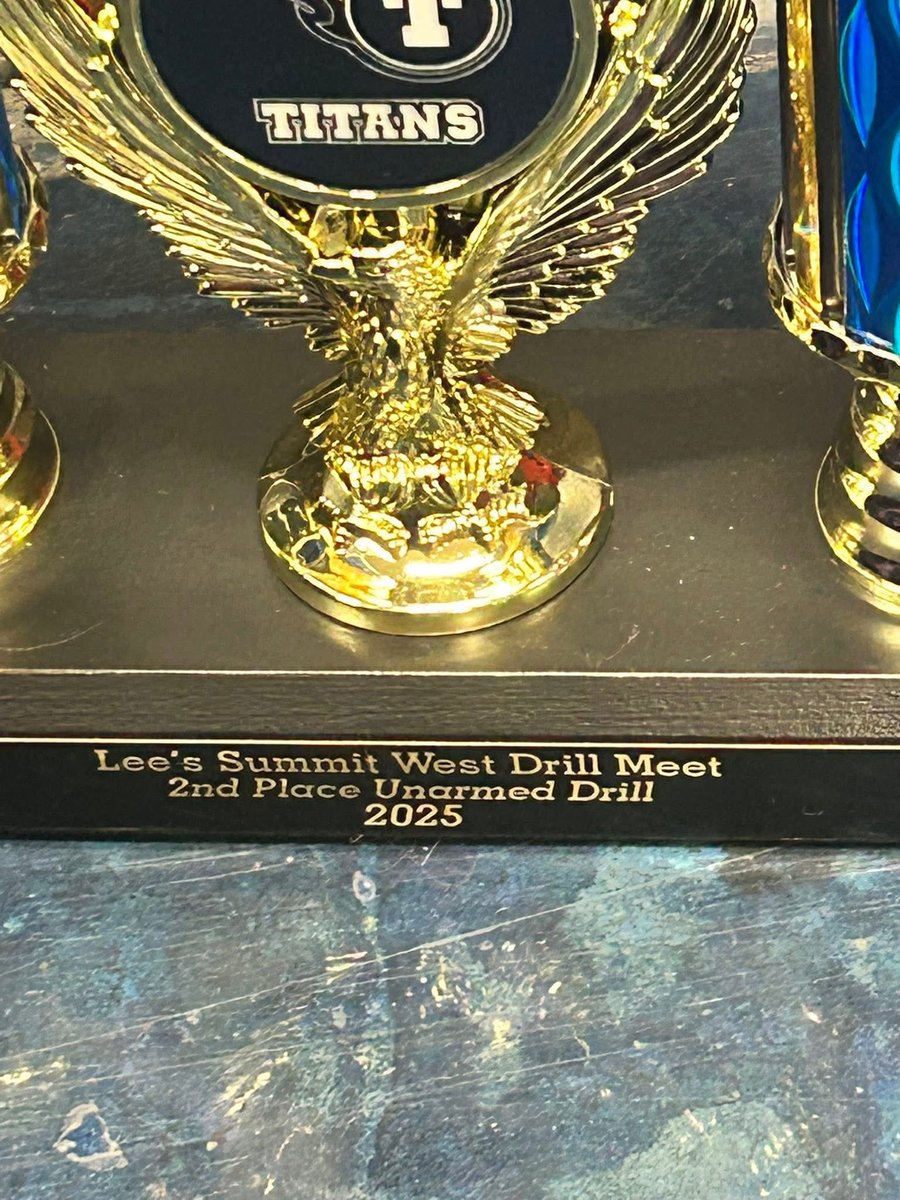 T
TITANS
Lee's Summit West Drill Meet
2nd Place Unarmed Drill
2025